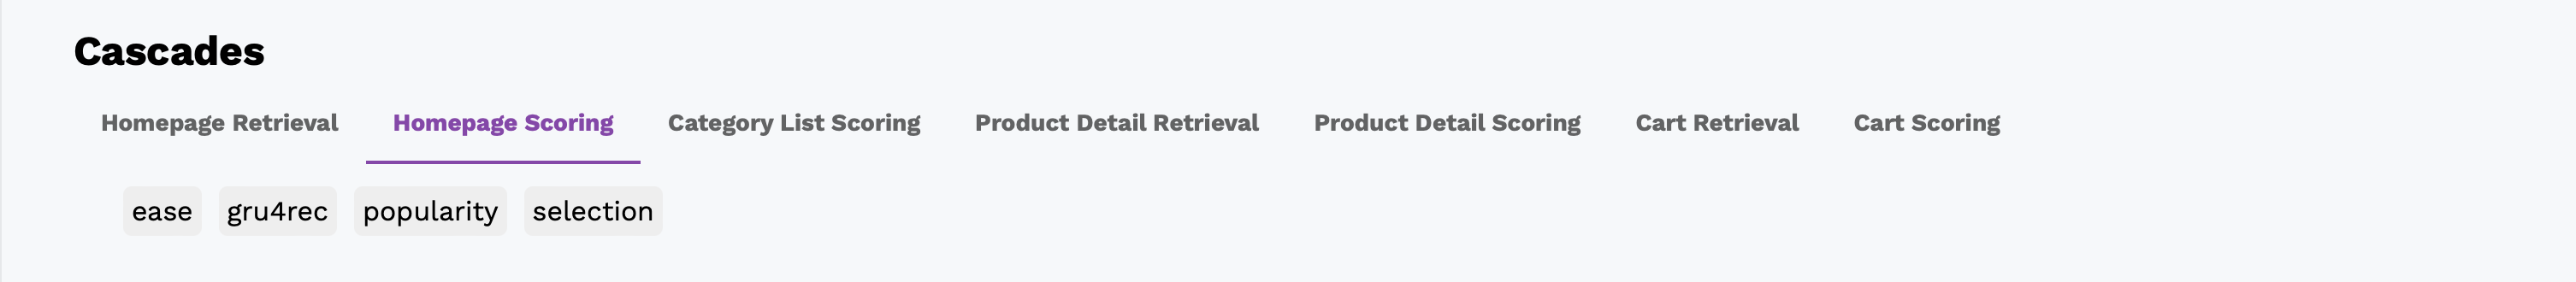 Cascades
Homepage Retrieval Homepage Scoring Category List Scoring Product Detail Retrieval Product Detail Scoring Cart Retrieval Cart Scoring
ease gru4rec popularity selection